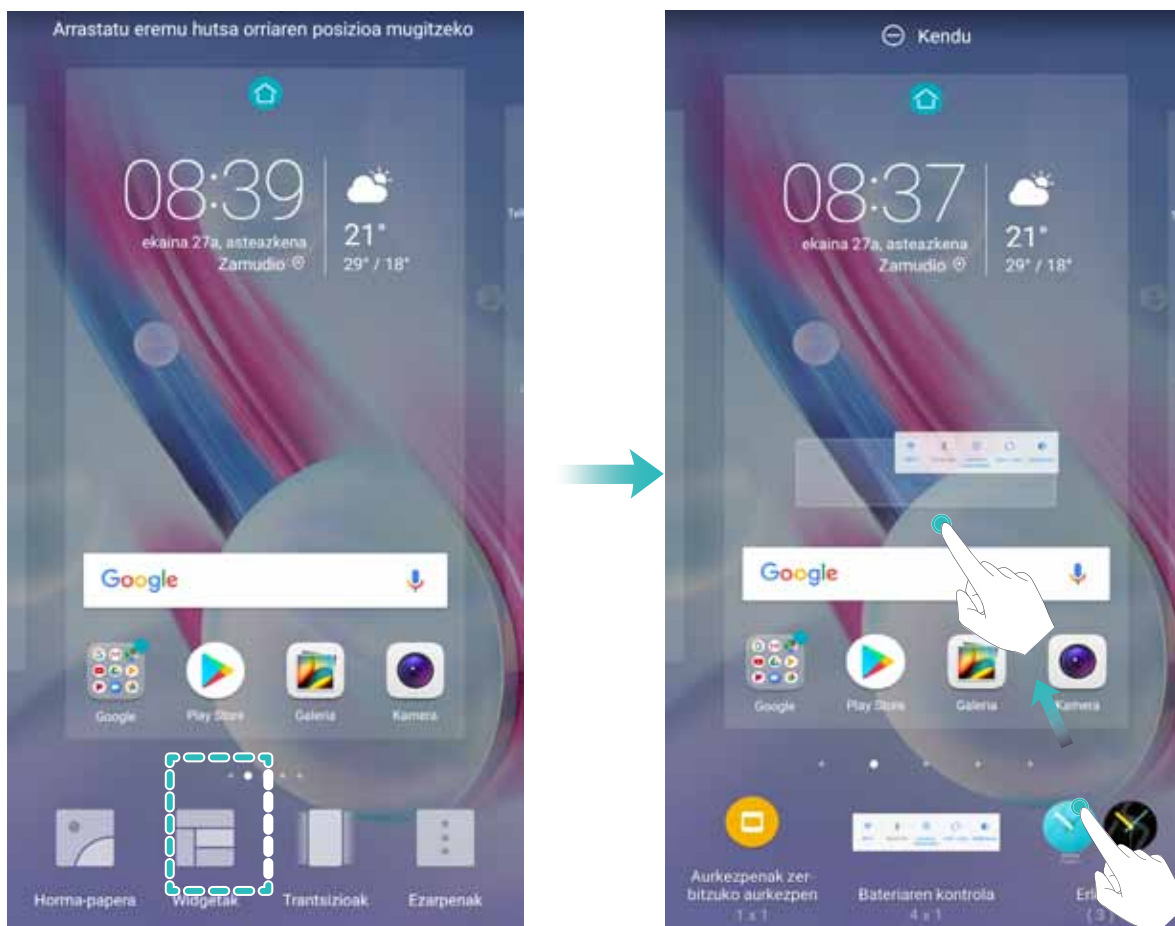 Arrastatu eremu hutsa orriaren posizioa mugitzeko
08:39
ekaina 27a, asteazkena
Zamudio
21°
29° / 18°
Google
Google
Play Store
Galeria
Kamera
Horma-papera
Widgetak
Trantsizioak
Ezarpenak
Kendu
08:37
ekaina 27a, asteazkena
Zamudio
21°
29° / 18°
Google
Google
Play Store
Galeria
Kamera
Aurkezpenak zer-
bitzuko aurkezpen
1 x 1
Bateriaren kontrola
4 x 1
(3)